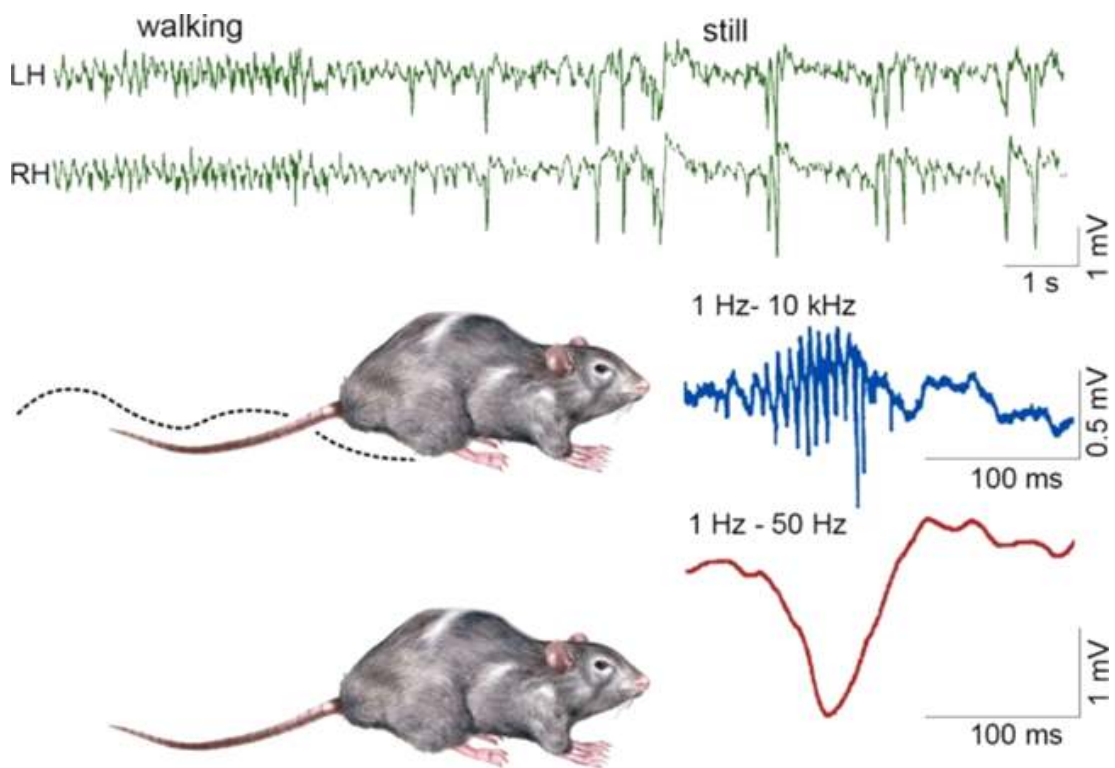 walking still
LH
RH
1 mV
1 s
1 Hz- 10 kHz
0.5 mV
100 ms
1 Hz - 50 Hz
1 mV
100 ms